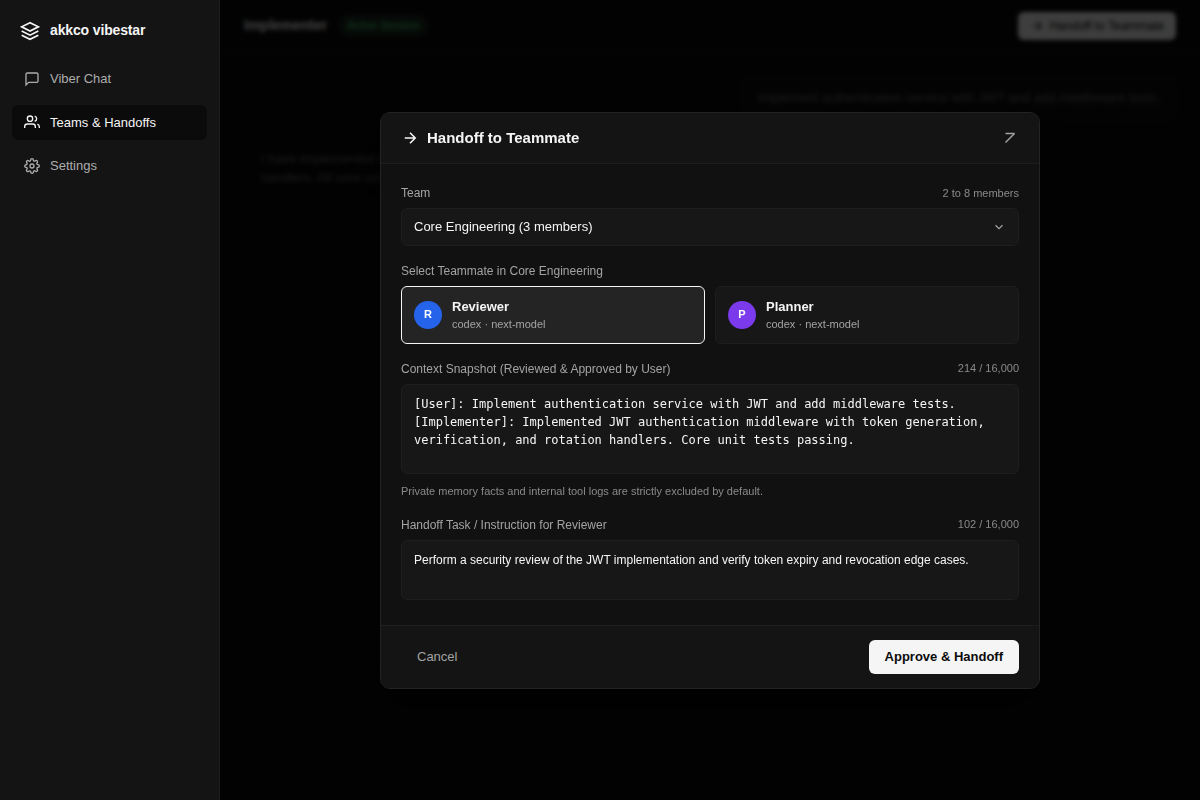 akkco vibestar
Viber Chat
Teams & Handoffs
Settings
Implementer
Handoff to Teammate
Handoff to Teammate
Team
2 to 8 members
Core Engineering (3 members)
Select Teammate in Core Engineering
R
Reviewer
codex · next-model
P
Planner
codex · next-model
Context Snapshot (Reviewed & Approved by User)
214 / 16,000
[User]: Implement authentication service with JWT and add middleware tests.
[Implementer]: Implemented JWT authentication middleware with token generation,
verification, and rotation handlers. Core unit tests passing.
Private memory facts and internal tool logs are strictly excluded by default.
Handoff Task / Instruction for Reviewer
102 / 16,000
Perform a security review of the JWT implementation and verify token expiry and revocation edge cases.
Cancel
Approve & Handoff